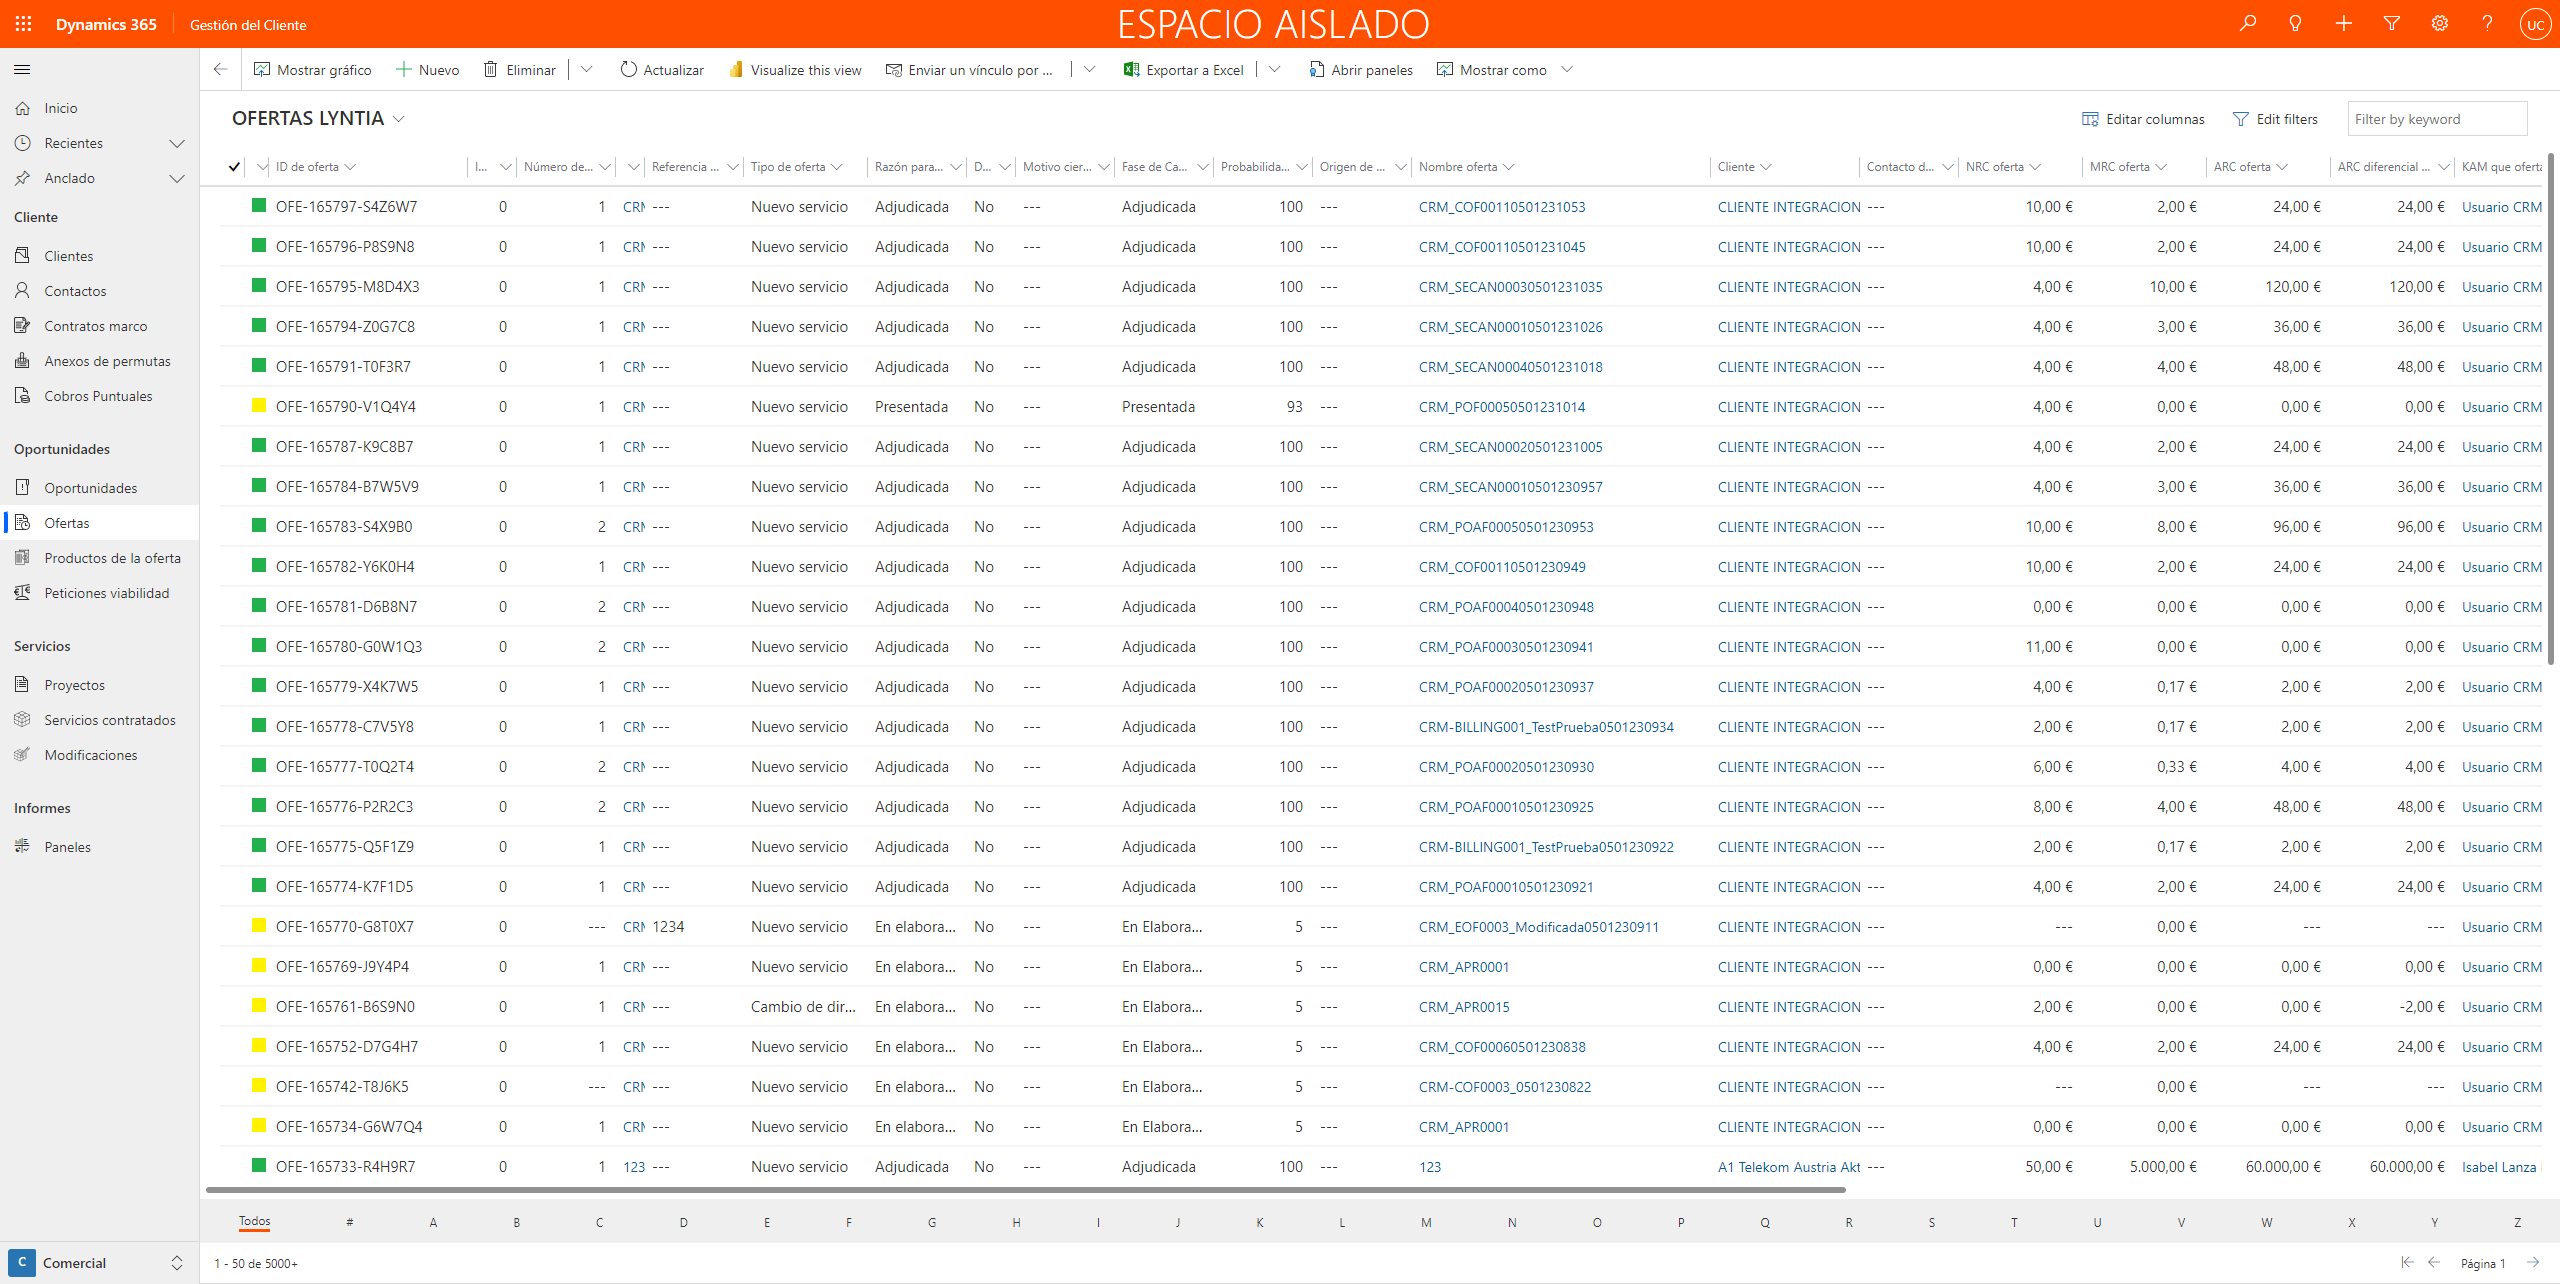 Dynamics 365 Gestión del Cliente ESPACIO AISLADO UC
Mostrar gráfico Nuevo Eliminar Actualizar Visualize this view Enviar un vínculo por ... Exportar a Excel Abrir paneles Mostrar como
Inicio
Recientes
Anclado
Cliente
Clientes
Contactos
Contratos marco
Anexos de permutas
Cobros Puntuales
Oportunidades
Oportunidades
Ofertas
Productos de la oferta
Peticiones viabilidad
Servicios
Proyectos
Servicios contratados
Modificaciones
Informes
Paneles
C Comercial
OFERTAS LYNTIA Editar columnas Edit filters Filter by keyword
ID de oferta I... Número de... Referencia ... Tipo de oferta Razón para... D... Motivo cier... Fase de Ca... Probabilida... Origen de ... Nombre oferta Cliente Contacto d... NRC oferta MRC oferta ARC oferta ARC diferencial ... KAM que oferta
OFE-165797-S4Z6W7 0 1 CRM --- Nuevo servicio Adjudicada No --- Adjudicada 100 --- CRM_COF00110501231053 CLIENTE INTEGRACION --- 10,00 € 2,00 € 24,00 € 24,00 € Usuario CRM
OFE-165796-P8S9N8 0 1 CRM --- Nuevo servicio Adjudicada No --- Adjudicada 100 --- CRM_COF00110501231045 CLIENTE INTEGRACION --- 10,00 € 2,00 € 24,00 € 24,00 € Usuario CRM
OFE-165795-M8D4X3 0 1 CRM --- Nuevo servicio Adjudicada No --- Adjudicada 100 --- CRM_SECAN00030501231035 CLIENTE INTEGRACION --- 4,00 € 10,00 € 120,00 € 120,00 € Usuario CRM
OFE-165794-Z0G7C8 0 1 CRM --- Nuevo servicio Adjudicada No --- Adjudicada 100 --- CRM_SECAN00010501231026 CLIENTE INTEGRACION --- 4,00 € 3,00 € 36,00 € 36,00 € Usuario CRM
OFE-165791-T0F3R7 0 1 CRM --- Nuevo servicio Adjudicada No --- Adjudicada 100 --- CRM_SECAN00040501231018 CLIENTE INTEGRACION --- 4,00 € 4,00 € 48,00 € 48,00 € Usuario CRM
OFE-165790-V1Q4Y4 0 1 CRM --- Nuevo servicio Presentada No --- Presentada 93 --- CRM_POF00050501231014 CLIENTE INTEGRACION --- 4,00 € 0,00 € 0,00 € 0,00 € Usuario CRM
OFE-165787-K9C8B7 0 1 CRM --- Nuevo servicio Adjudicada No --- Adjudicada 100 --- CRM_SECAN00020501231005 CLIENTE INTEGRACION --- 4,00 € 2,00 € 24,00 € 24,00 € Usuario CRM
OFE-165784-B7W5V9 0 1 CRM --- Nuevo servicio Adjudicada No --- Adjudicada 100 --- CRM_SECAN00010501230957 CLIENTE INTEGRACION --- 4,00 € 3,00 € 36,00 € 36,00 € Usuario CRM
OFE-165783-S4X9B0 0 2 CRM --- Nuevo servicio Adjudicada No --- Adjudicada 100 --- CRM_POAF00050501230953 CLIENTE INTEGRACION --- 10,00 € 8,00 € 96,00 € 96,00 € Usuario CRM
OFE-165782-Y6K0H4 0 1 CRM --- Nuevo servicio Adjudicada No --- Adjudicada 100 --- CRM_COF00110501230949 CLIENTE INTEGRACION --- 10,00 € 2,00 € 24,00 € 24,00 € Usuario CRM
OFE-165781-D6B8N7 0 2 CRM --- Nuevo servicio Adjudicada No --- Adjudicada 100 --- CRM_POAF00040501230948 CLIENTE INTEGRACION --- 0,00 € 0,00 € 0,00 € 0,00 € Usuario CRM
OFE-165780-G0W1Q3 0 2 CRM --- Nuevo servicio Adjudicada No --- Adjudicada 100 --- CRM_POAF00030501230941 CLIENTE INTEGRACION --- 11,00 € 0,00 € 0,00 € 0,00 € Usuario CRM
OFE-165779-X4K7W5 0 1 CRM --- Nuevo servicio Adjudicada No --- Adjudicada 100 --- CRM_POAF00020501230937 CLIENTE INTEGRACION --- 4,00 € 0,17 € 2,00 € 2,00 € Usuario CRM
OFE-165778-C7V5Y8 0 1 CRM --- Nuevo servicio Adjudicada No --- Adjudicada 100 --- CRM-BILLING001_TestPrueba0501230934 CLIENTE INTEGRACION --- 2,00 € 0,17 € 2,00 € 2,00 € Usuario CRM
OFE-165777-T0Q2T4 0 2 CRM --- Nuevo servicio Adjudicada No --- Adjudicada 100 --- CRM_POAF00020501230930 CLIENTE INTEGRACION --- 6,00 € 0,33 € 4,00 € 4,00 € Usuario CRM
OFE-165776-P2R2C3 0 2 CRM --- Nuevo servicio Adjudicada No --- Adjudicada 100 --- CRM_POAF00010501230925 CLIENTE INTEGRACION --- 8,00 € 4,00 € 48,00 € 48,00 € Usuario CRM
OFE-165775-Q5F1Z9 0 1 CRM --- Nuevo servicio Adjudicada No --- Adjudicada 100 --- CRM-BILLING001_TestPrueba0501230922 CLIENTE INTEGRACION --- 2,00 € 0,17 € 2,00 € 2,00 € Usuario CRM
OFE-165774-K7F1D5 0 1 CRM --- Nuevo servicio Adjudicada No --- Adjudicada 100 --- CRM_POAF00010501230921 CLIENTE INTEGRACION --- 4,00 € 2,00 € 24,00 € 24,00 € Usuario CRM
OFE-165770-G8T0X7 0 --- CRM 1234 Nuevo servicio En elabora... No --- En Elabora... 5 --- CRM_EOF0003_Modificada0501230911 CLIENTE INTEGRACION --- --- 0,00 € --- --- Usuario CRM
OFE-165769-J9Y4P4 0 1 CRM --- Nuevo servicio En elabora... No --- En Elabora... 5 --- CRM_APR0001 CLIENTE INTEGRACION --- 0,00 € 0,00 € 0,00 € 0,00 € Usuario CRM
OFE-165761-B6S9N0 0 1 CRM --- Cambio de dir... En elabora... No --- En Elabora... 5 --- CRM_APR0015 CLIENTE INTEGRACION --- 2,00 € 0,00 € 0,00 € -2,00 € Usuario CRM
OFE-165752-D7G4H7 0 1 CRM --- Nuevo servicio En elabora... No --- En Elabora... 5 --- CRM_COF00060501230838 CLIENTE INTEGRACION --- 4,00 € 2,00 € 24,00 € 24,00 € Usuario CRM
OFE-165742-T8J6K5 0 --- CRM --- Nuevo servicio En elabora... No --- En Elabora... 5 --- CRM-COF0003_0501230822 CLIENTE INTEGRACION --- --- 0,00 € --- --- Usuario CRM
OFE-165734-G6W7Q4 0 1 CRM --- Nuevo servicio En elabora... No --- En Elabora... 5 --- CRM_APR0001 CLIENTE INTEGRACION --- 0,00 € 0,00 € 0,00 € 0,00 € Usuario CRM
OFE-165733-R4H9R7 0 1 123 --- Nuevo servicio Adjudicada No --- Adjudicada 100 --- 123 A1 Telekom Austria Akt --- 50,00 € 5.000,00 € 60.000,00 € 60.000,00 € Isabel Lanza
Todos # A B C D E F G H I J K L M N O P Q R S T U V W X Y Z
1 - 50 de 5000+ Página 1